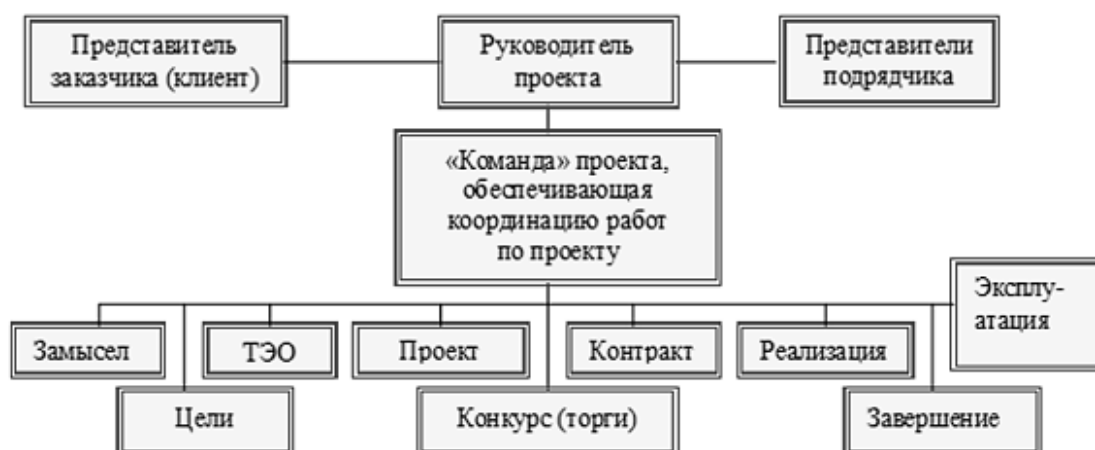 Представитель
заказчика (клиент)
Руководитель
проекта
Представители
подрядчика
«Команда» проекта,
обеспечивающая
координацию работ
по проекту
Эксплу-
атация
Замысел
ТЭО
Проект
Контракт
Реализация
Цели
Конкурс (торги)
Завершение